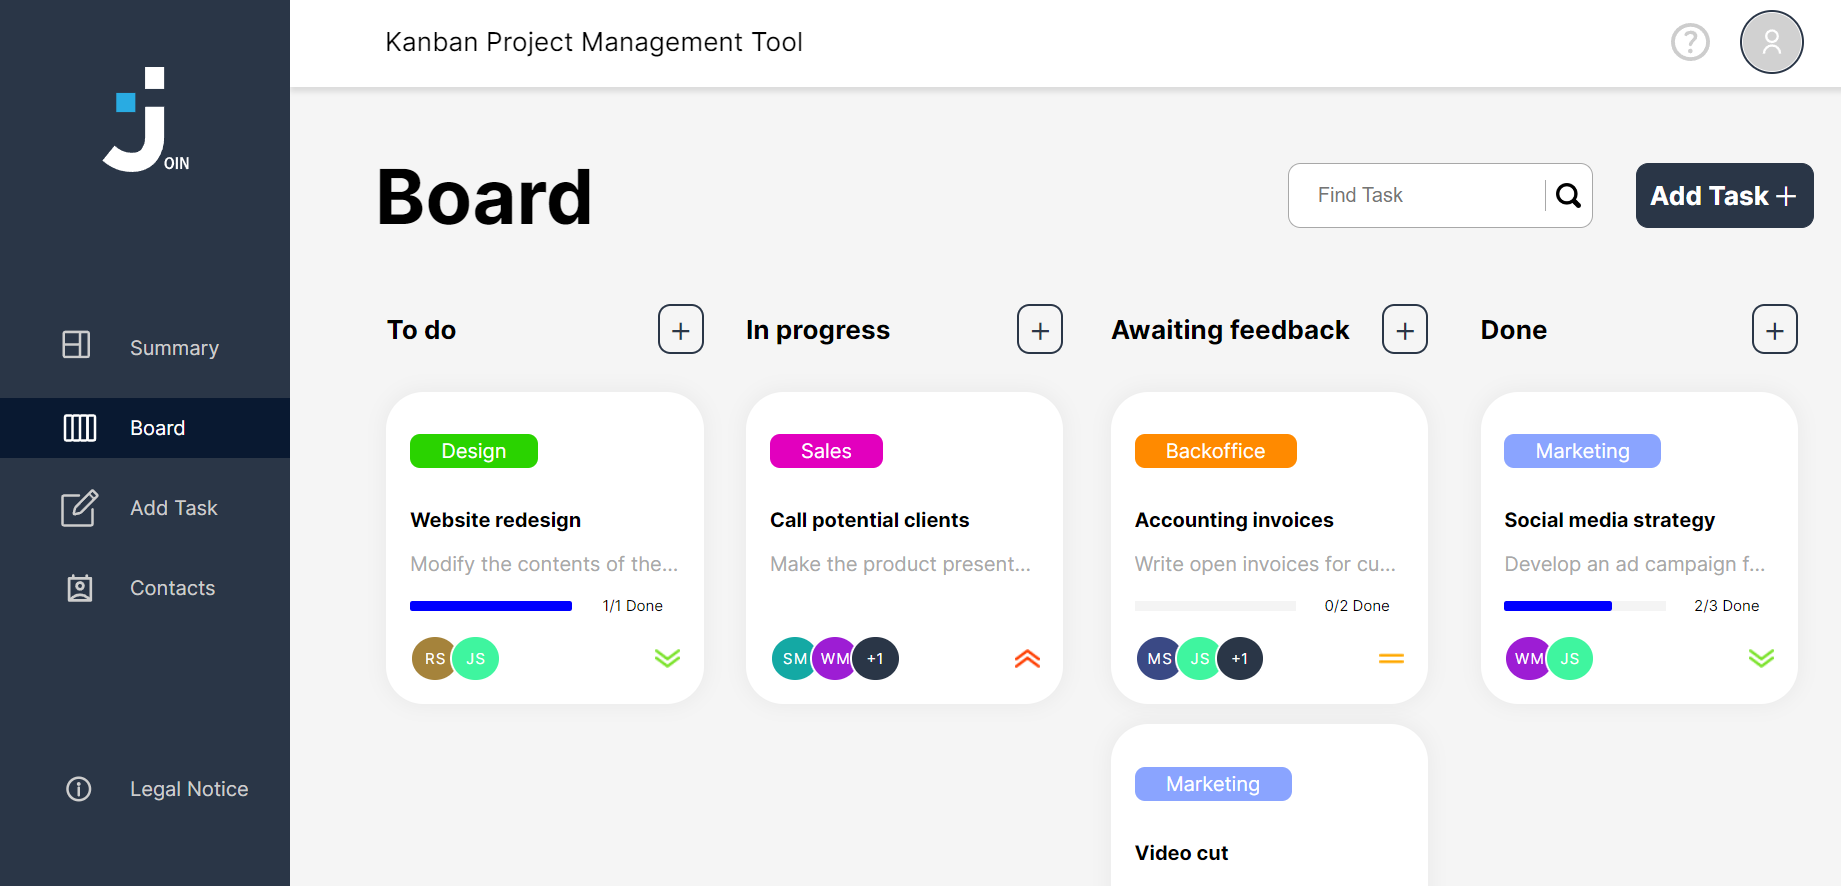 Kanban Project Management Tool
OIN
Summary
Board
Add Task
Contacts
Legal Notice
Board
Find Task
Add Task
To do
In progress
Awaiting feedback
Done
Design
Website redesign
Modify the contents of the...
1/1 Done
RS JS
Sales
Call potential clients
Make the product present...
SM WM +1
Backoffice
Accounting invoices
Write open invoices for cu...
0/2 Done
MS JS +1
Marketing
Video cut
Marketing
Social media strategy
Develop an ad campaign f...
2/3 Done
WM JS